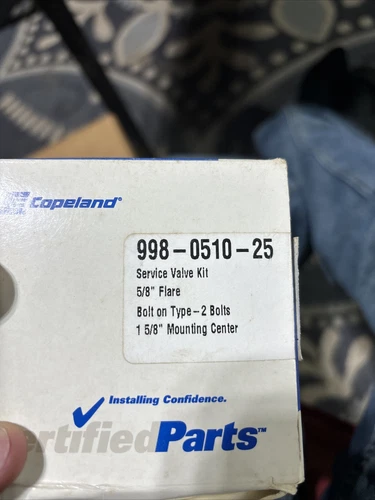 Copeland®
998-0510-25
Service Valve Kit
5/8" Flare
Bolt on Type-2 Bolts
1 5/8" Mounting Center
Installing Confidence.
ertifiedParts™